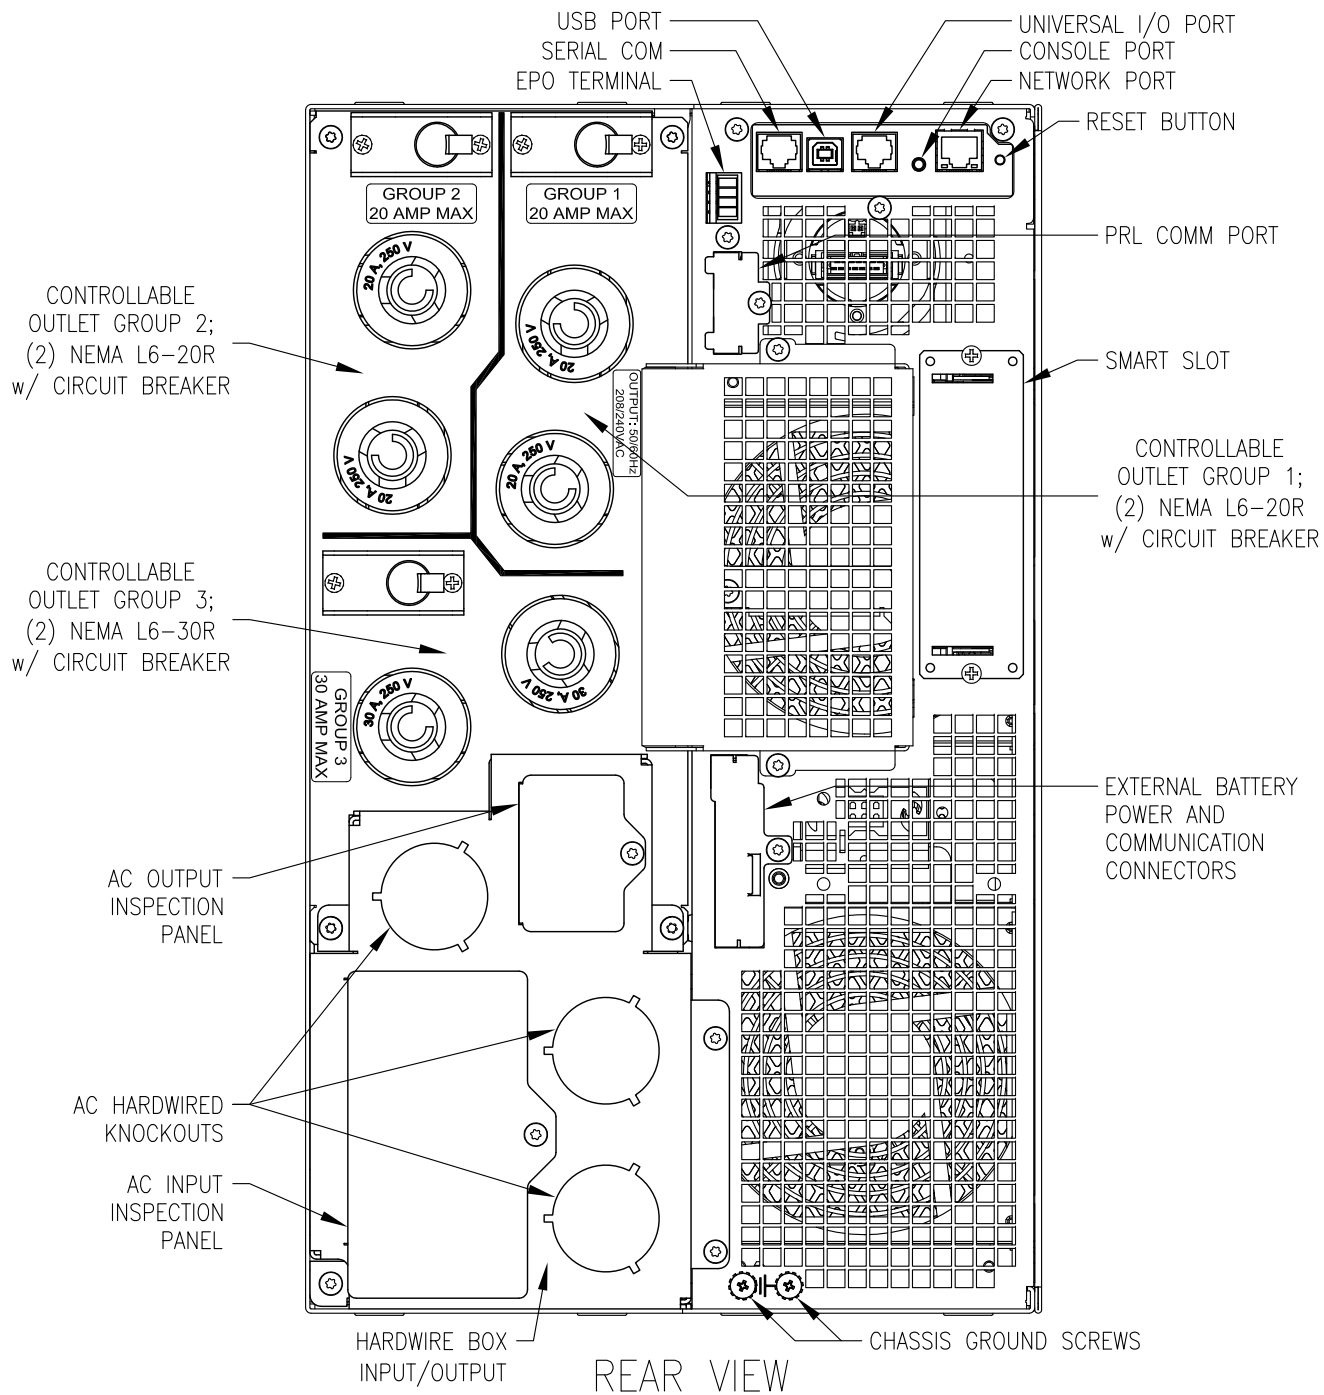 USB PORT
SERIAL COM
EPO TERMINAL
UNIVERSAL I/O PORT
CONSOLE PORT
NETWORK PORT
RESET BUTTON
GROUP 2
20 AMP MAX
GROUP 1
20 AMP MAX
PRL COMM PORT
20 A, 250 V
20 A, 250 V
CONTROLLABLE
OUTLET GROUP 2;
(2) NEMA L6-20R
w/ CIRCUIT BREAKER
SMART SLOT
OUTPUT: 50/60Hz
208/240VAC
20 A, 250 V
20 A, 250 V
CONTROLLABLE
OUTLET GROUP 1;
(2) NEMA L6-20R
w/ CIRCUIT BREAKER
CONTROLLABLE
OUTLET GROUP 3;
(2) NEMA L6-30R
w/ CIRCUIT BREAKER
30 A, 250 V
GROUP 3
30 AMP MAX
30 A, 250 V
EXTERNAL BATTERY
POWER AND
COMMUNICATION
CONNECTORS
AC OUTPUT
INSPECTION
PANEL
AC HARDWIRED
KNOCKOUTS
AC INPUT
INSPECTION
PANEL
HARDWIRE BOX
INPUT/OUTPUT
CHASSIS GROUND SCREWS
REAR VIEW